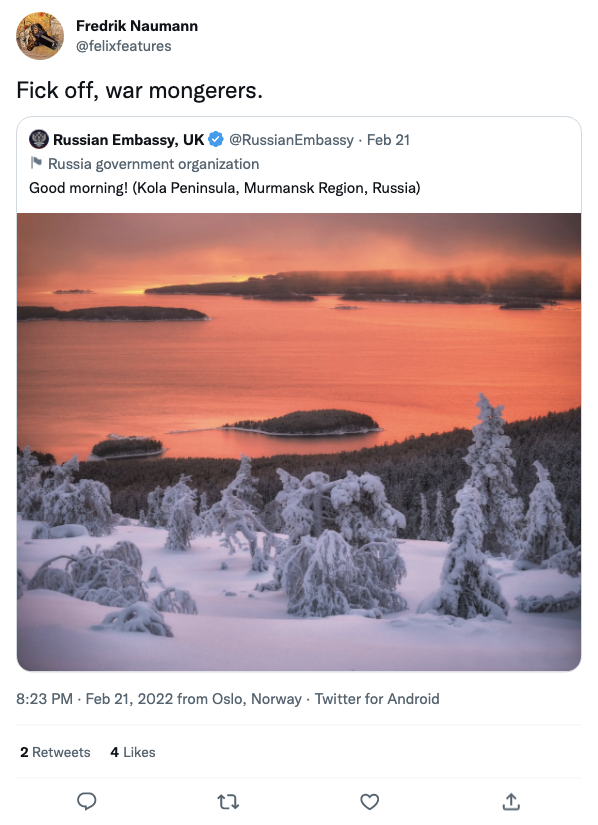 Fredrik Naumann
@felixfeatures
Fick off, war mongerers.
Russian Embassy, UK @RussianEmbassy · Feb 21
Russia government organization
Good morning! (Kola Peninsula, Murmansk Region, Russia)
8:23 PM · Feb 21, 2022 from Oslo, Norway · Twitter for Android
2 Retweets 4 Likes